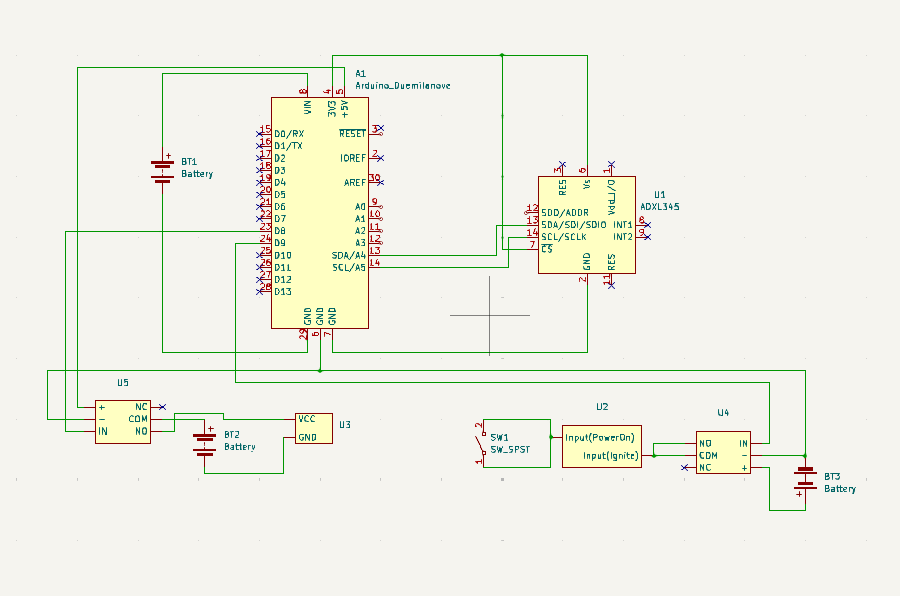 A1
Arduino_Duemilanove
8
4
5
VIN
3V3
+5V
15 D0/RX
16 D1/TX
17 D2
18 D3
19 D4
20 D5
21 D6
22 D7
23 D8
24 D9
25 D10
26 D11
27 D12
28 D13
RESET 3
IOREF 2
AREF 30
A0 9
A1 10
A2 11
A3 12
SDA/A4 13
SCL/A5 14
GND
GND
GND
29
6
7
+
BT1
Battery
3
6
1
RES
Vs
Vdd_I/O
U1
ADXL345
12 SDO/ADDR
13 SDA/SDI/SDIO
14 SCL/SCLK
7 CS
INT1 8
INT2 9
GND
RES
2
11
U5
+ NC
- COM
IN NO
+
BT2
Battery
VCC
GND
U3
2
SW1
SW_SPST
1
U2
Input(PowerOn)
Input(Ignite)
U4
NO IN
COM -
NC +
BT3
Battery
+